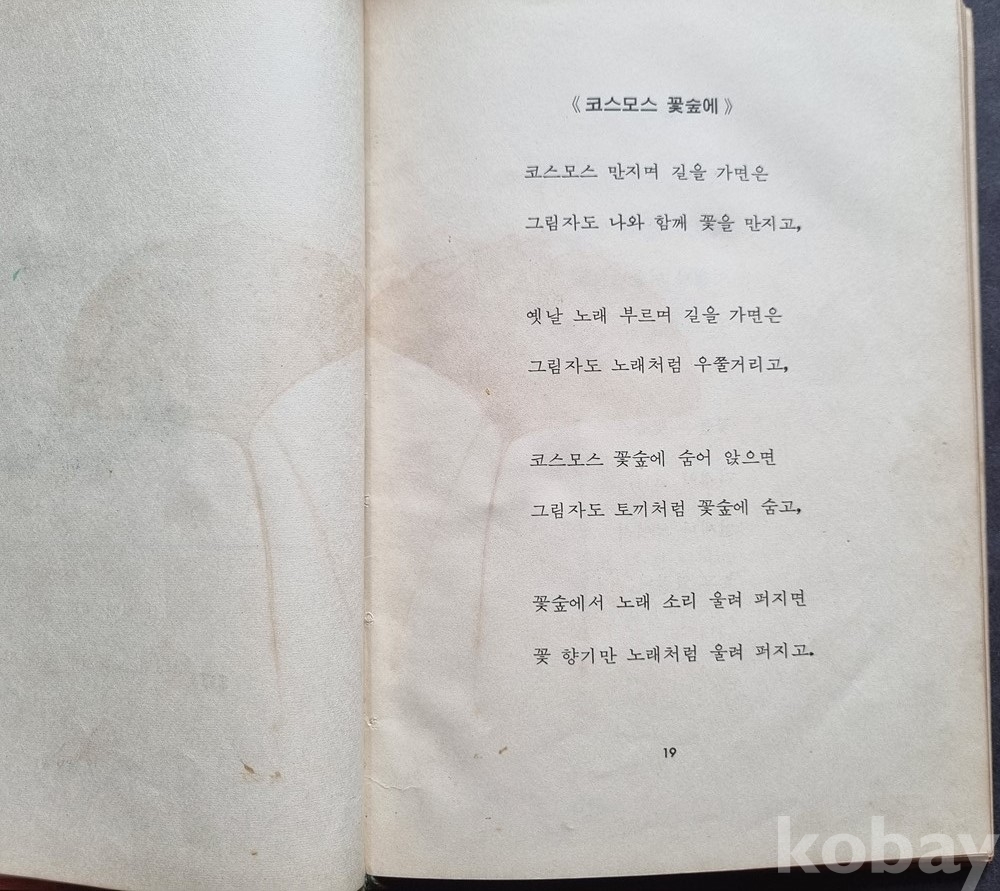 《코스모스 꽃숲에》
코스모스 만지며 길을 가면은
그림자도 나와 함께 꽃을 만지고,
옛날 노래 부르며 길을 가면은
그림자도 노래처럼 우쭐거리고,
코스모스 꽃숲에 숨어 앉으면
그림자도 토끼처럼 꽃숲에 숨고,
꽃숲에서 노래 소리 울려 퍼지면
꽃 향기만 노래처럼 울려 퍼지고.
19
kobay